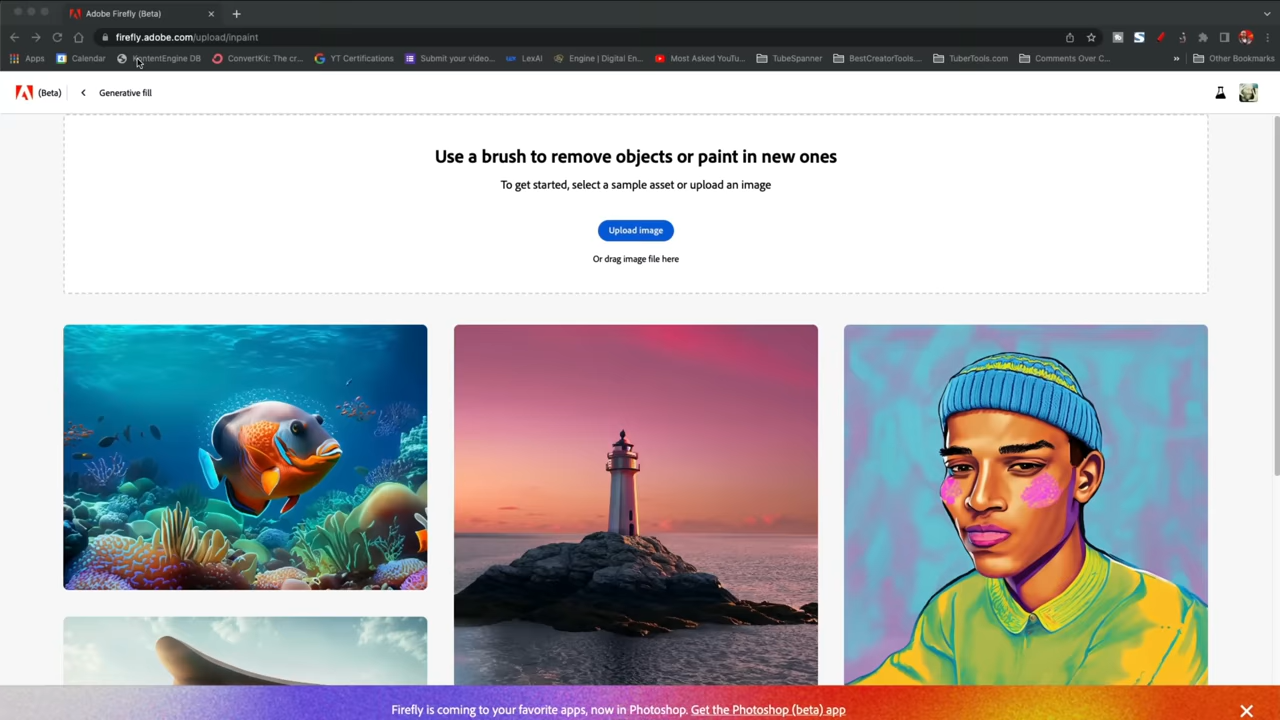 Adobe Firefly (Beta)
firefly.adobe.com/upload/inpaint
Apps
Calendar
KontentEngine DB
ConvertKit: The cr...
YT Certifications
Submit your video...
LexAI
Engine | Digital En...
Most Asked YouTu...
TubeSpanner
BestCreatorTools....
TuberTools.com
Comments Over C...
Other Bookmarks
(Beta)
Generative fill
Use a brush to remove objects or paint in new ones
To get started, select a sample asset or upload an image
Upload image
Or drag image file here
Firefly is coming to your favorite apps, now in Photoshop. Get the Photoshop (beta) app